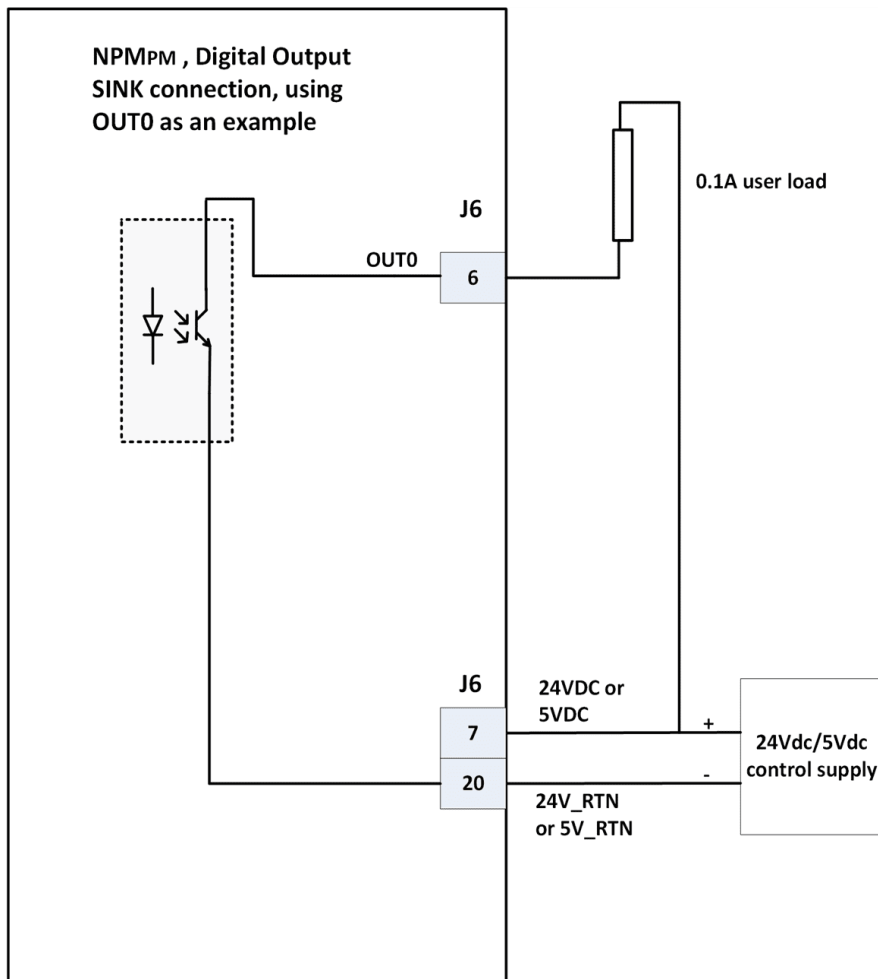 NPMPM , Digital Output
SINK connection, using
OUT0 as an example
J6
0.1A user load
OUT0
6
J6
24VDC or
5VDC
7
+
24Vdc/5Vdc
control supply
20
-
24V_RTN
or 5V_RTN